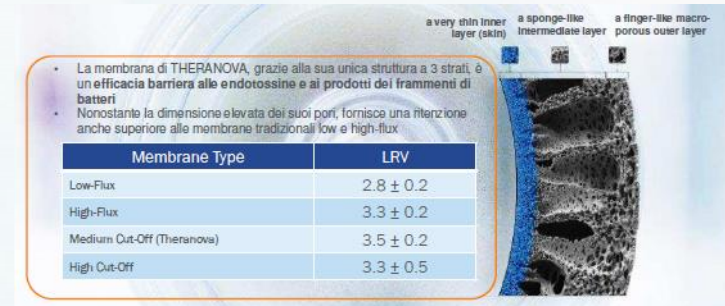 a very thin inner layer (skin)
a sponge-like intermediate layer
a finger-like macro-porous outer layer
• La membrana di THERANOVA, grazie alla sua unica struttura a 3 strati, è
un efficacia barriera alle endotossine e ai prodotti dei frammenti di
batteri
• Nonostante la dimensione elevata dei suoi pori, fornisce una ritenzione
anche superiore alle membrane tradizionali low e high-flux
Membrane Type LRV
Low-Flux 2.8 ± 0.2
High-Flux 3.3 ± 0.2
Medium Cut-Off (Theranova) 3.5 ± 0.2
High Cut-Off 3.3 ± 0.5